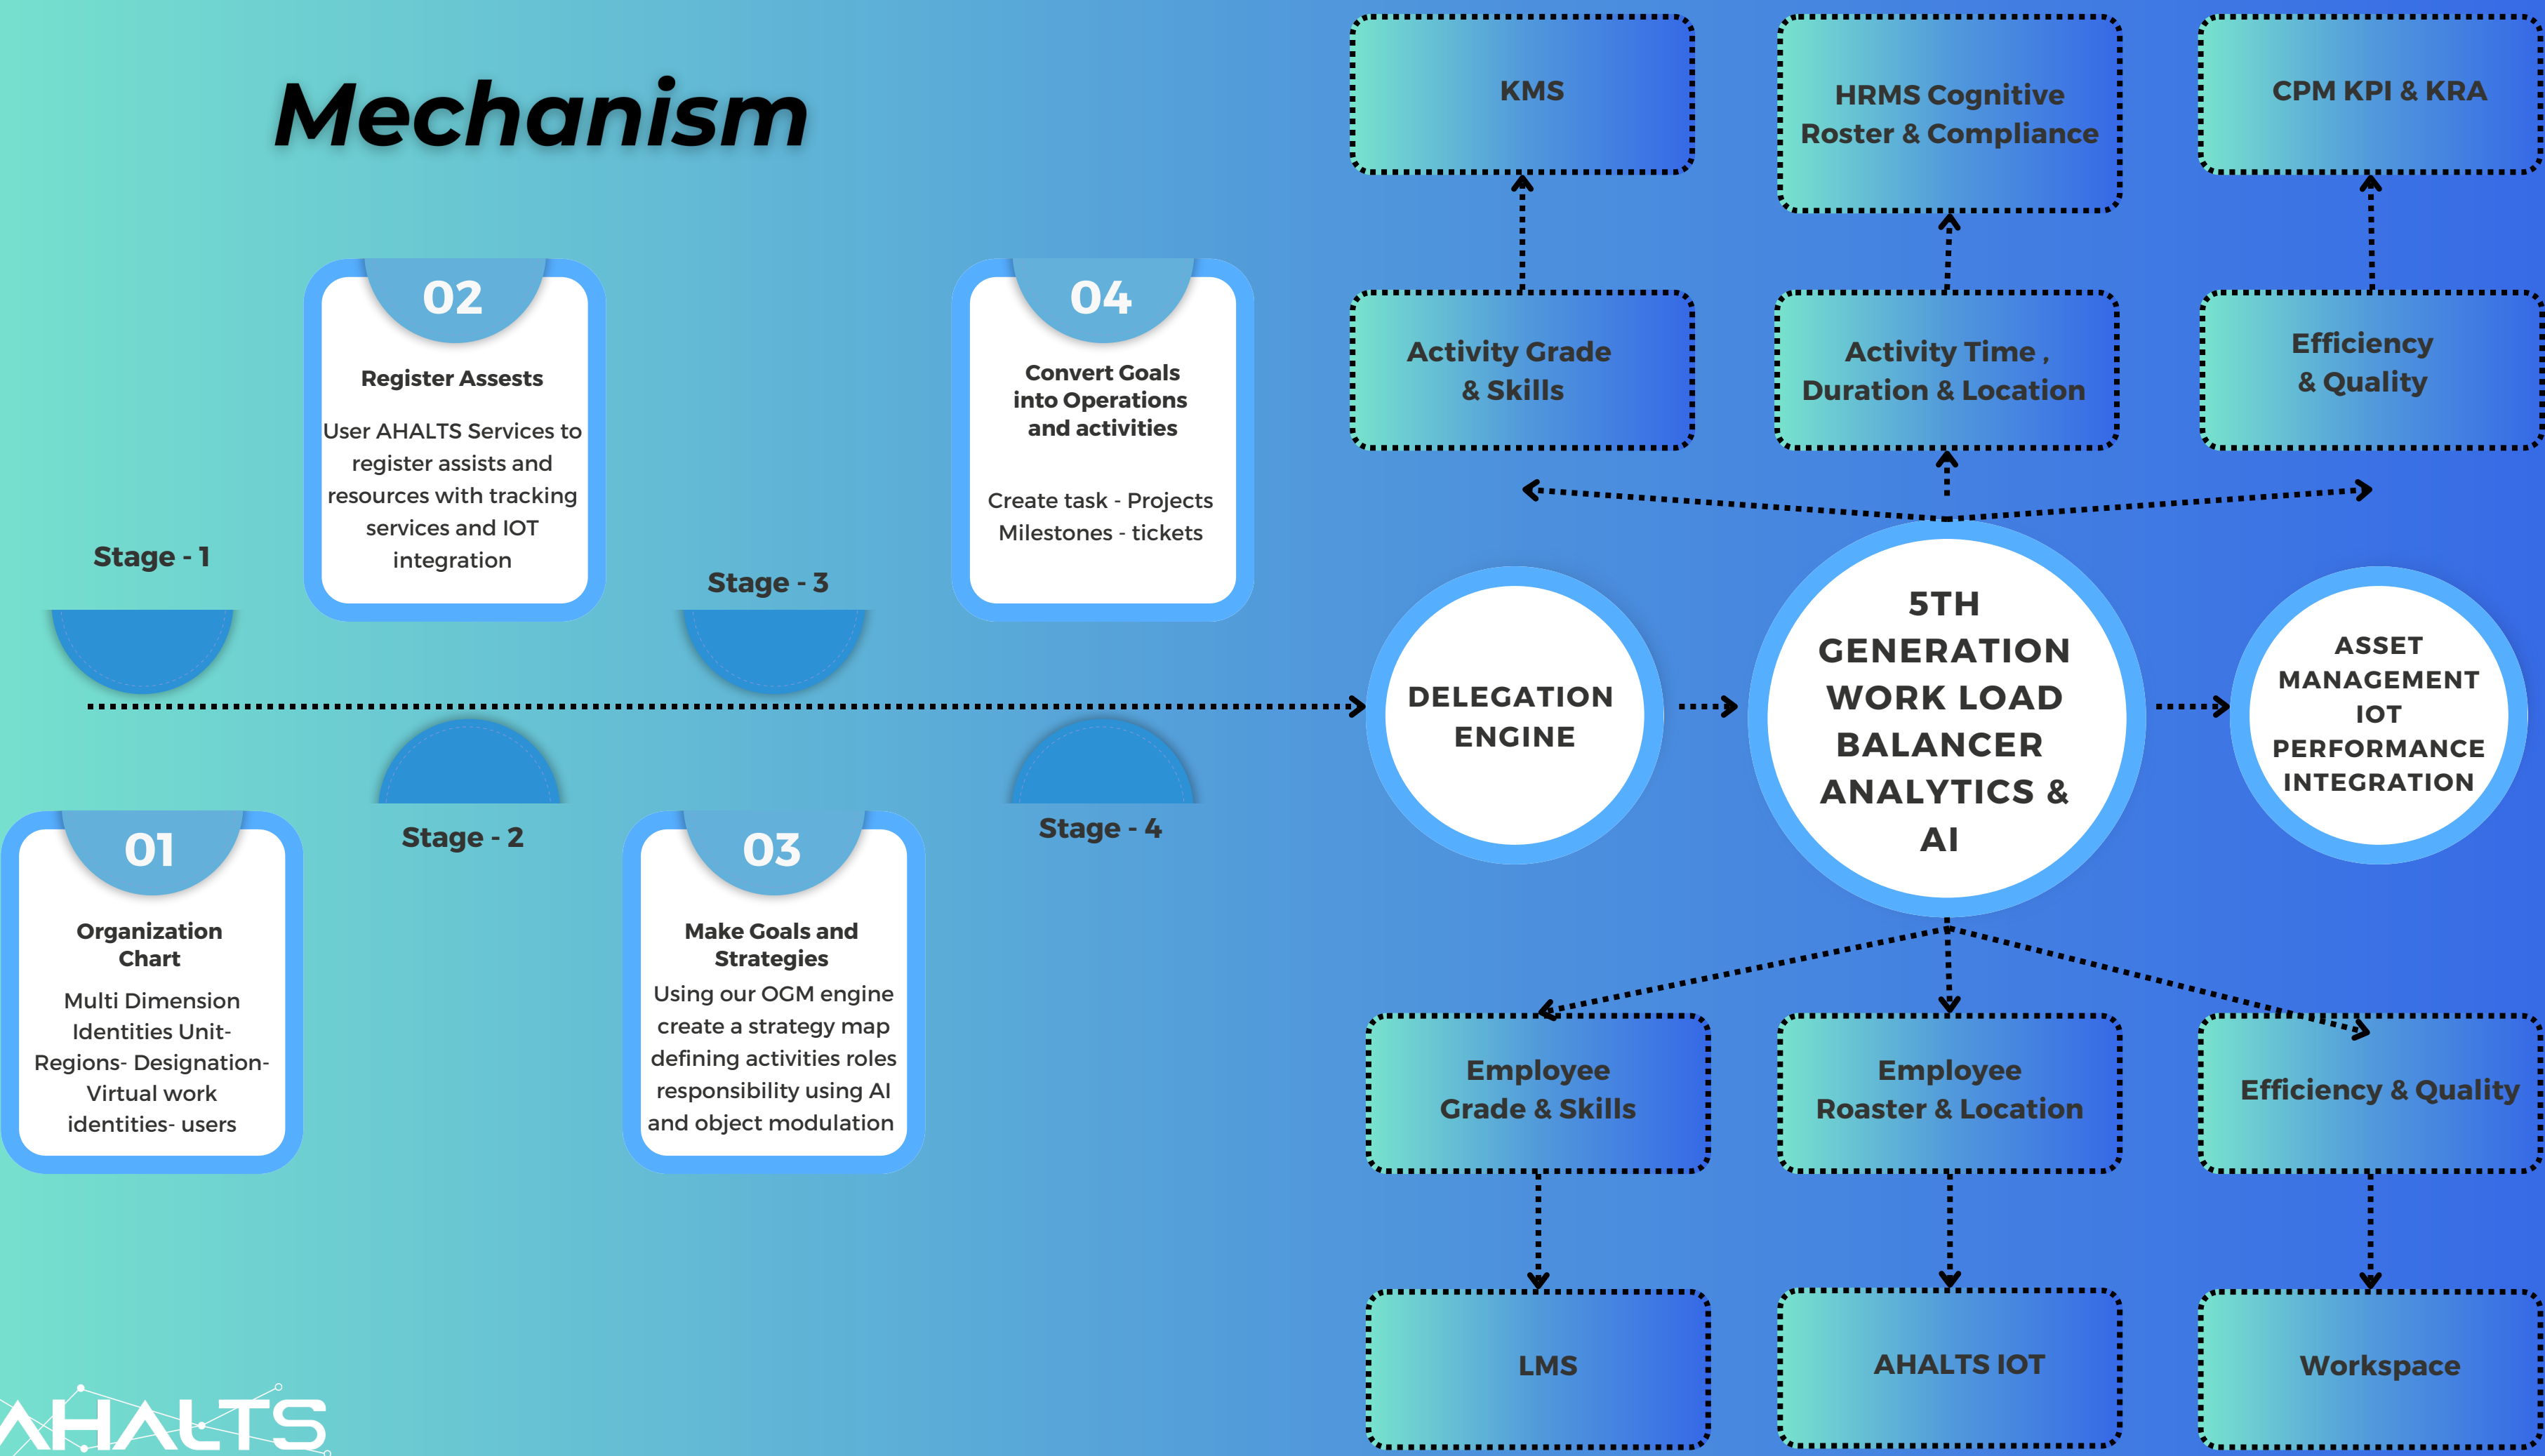 Mechanism
Stage - 1
01
Organization
Chart
Multi Dimension
Identities Unit-
Regions- Designation-
Virtual work
identities- users
02
Register Assests
User AHALTS Services to
register assists and
resources with tracking
services and IOT
integration
Stage - 2
Stage - 3
03
Make Goals and
Strategies
Using our OGM engine
create a strategy map
defining activities roles
responsibility using AI
and object modulation
04
Convert Goals
into Operations
and activities
Create task - Projects
Milestones - tickets
Stage - 4
KMS
HRMS Cognitive
Roster & Compliance
CPM KPI & KRA
Activity Grade
& Skills
Activity Time ,
Duration & Location
Efficiency
& Quality
DELEGATION
ENGINE
5TH
GENERATION
WORK LOAD
BALANCER
ANALYTICS &
AI
ASSET
MANAGEMENT
IOT
PERFORMANCE
INTEGRATION
Employee
Grade & Skills
Employee
Roaster & Location
Efficiency & Quality
LMS
AHALTS IOT
Workspace
AHALTS